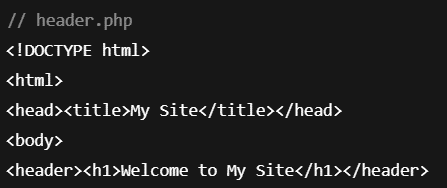 // header.php
<!DOCTYPE html>
<html>
<head><title>My Site</title></head>
<body>
<header><h1>Welcome to My Site</h1></header>